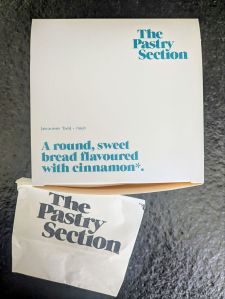 The
Pastry
Section
A round, sweet
bread flavoured
with cinnamon*.
The
Pastry
Section